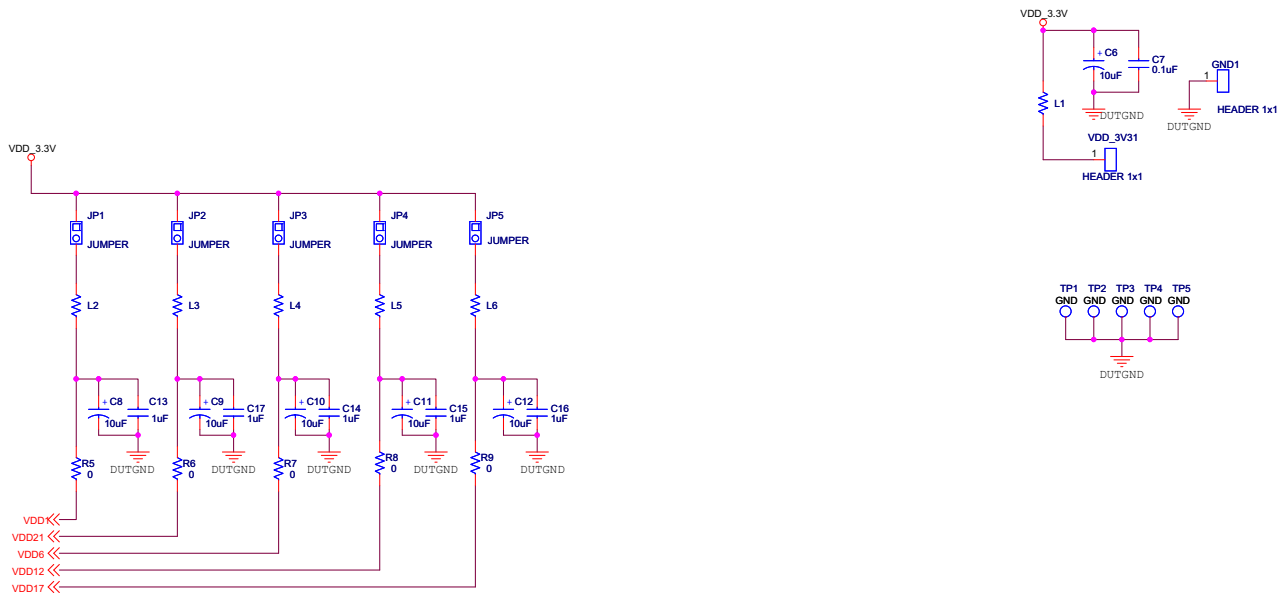 VDD_3.3V
+ C6
10uF
C7
0.1uF
DUTGND
GND1
1
HEADER 1x1
DUTGND
L1
VDD_3V31
1
HEADER 1x1
VDD_3.3V
JP1
JUMPER
JP2
JUMPER
JP3
JUMPER
JP4
JUMPER
JP5
JUMPER
L2
L3
L4
L5
L6
TP1 TP2 TP3 TP4 TP5
GND GND GND GND GND
DUTGND
+ C8
10uF
C13
1uF
+ C9
10uF
C17
1uF
+ C10
10uF
C14
1uF
+ C11
10uF
C15
1uF
+ C12
10uF
C16
1uF
DUTGND
DUTGND
DUTGND
DUTGND
DUTGND
R5
0
R6
0
R7
0
R8
0
R9
0
VDD1
VDD21
VDD6
VDD12
VDD17